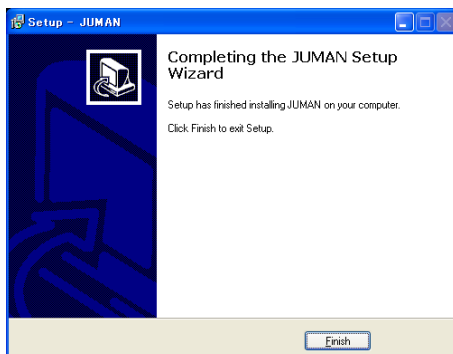 Setup - JUMAN
Completing the JUMAN Setup
Wizard
Setup has finished installing JUMAN on your computer.
Click Finish to exit Setup.
Finish